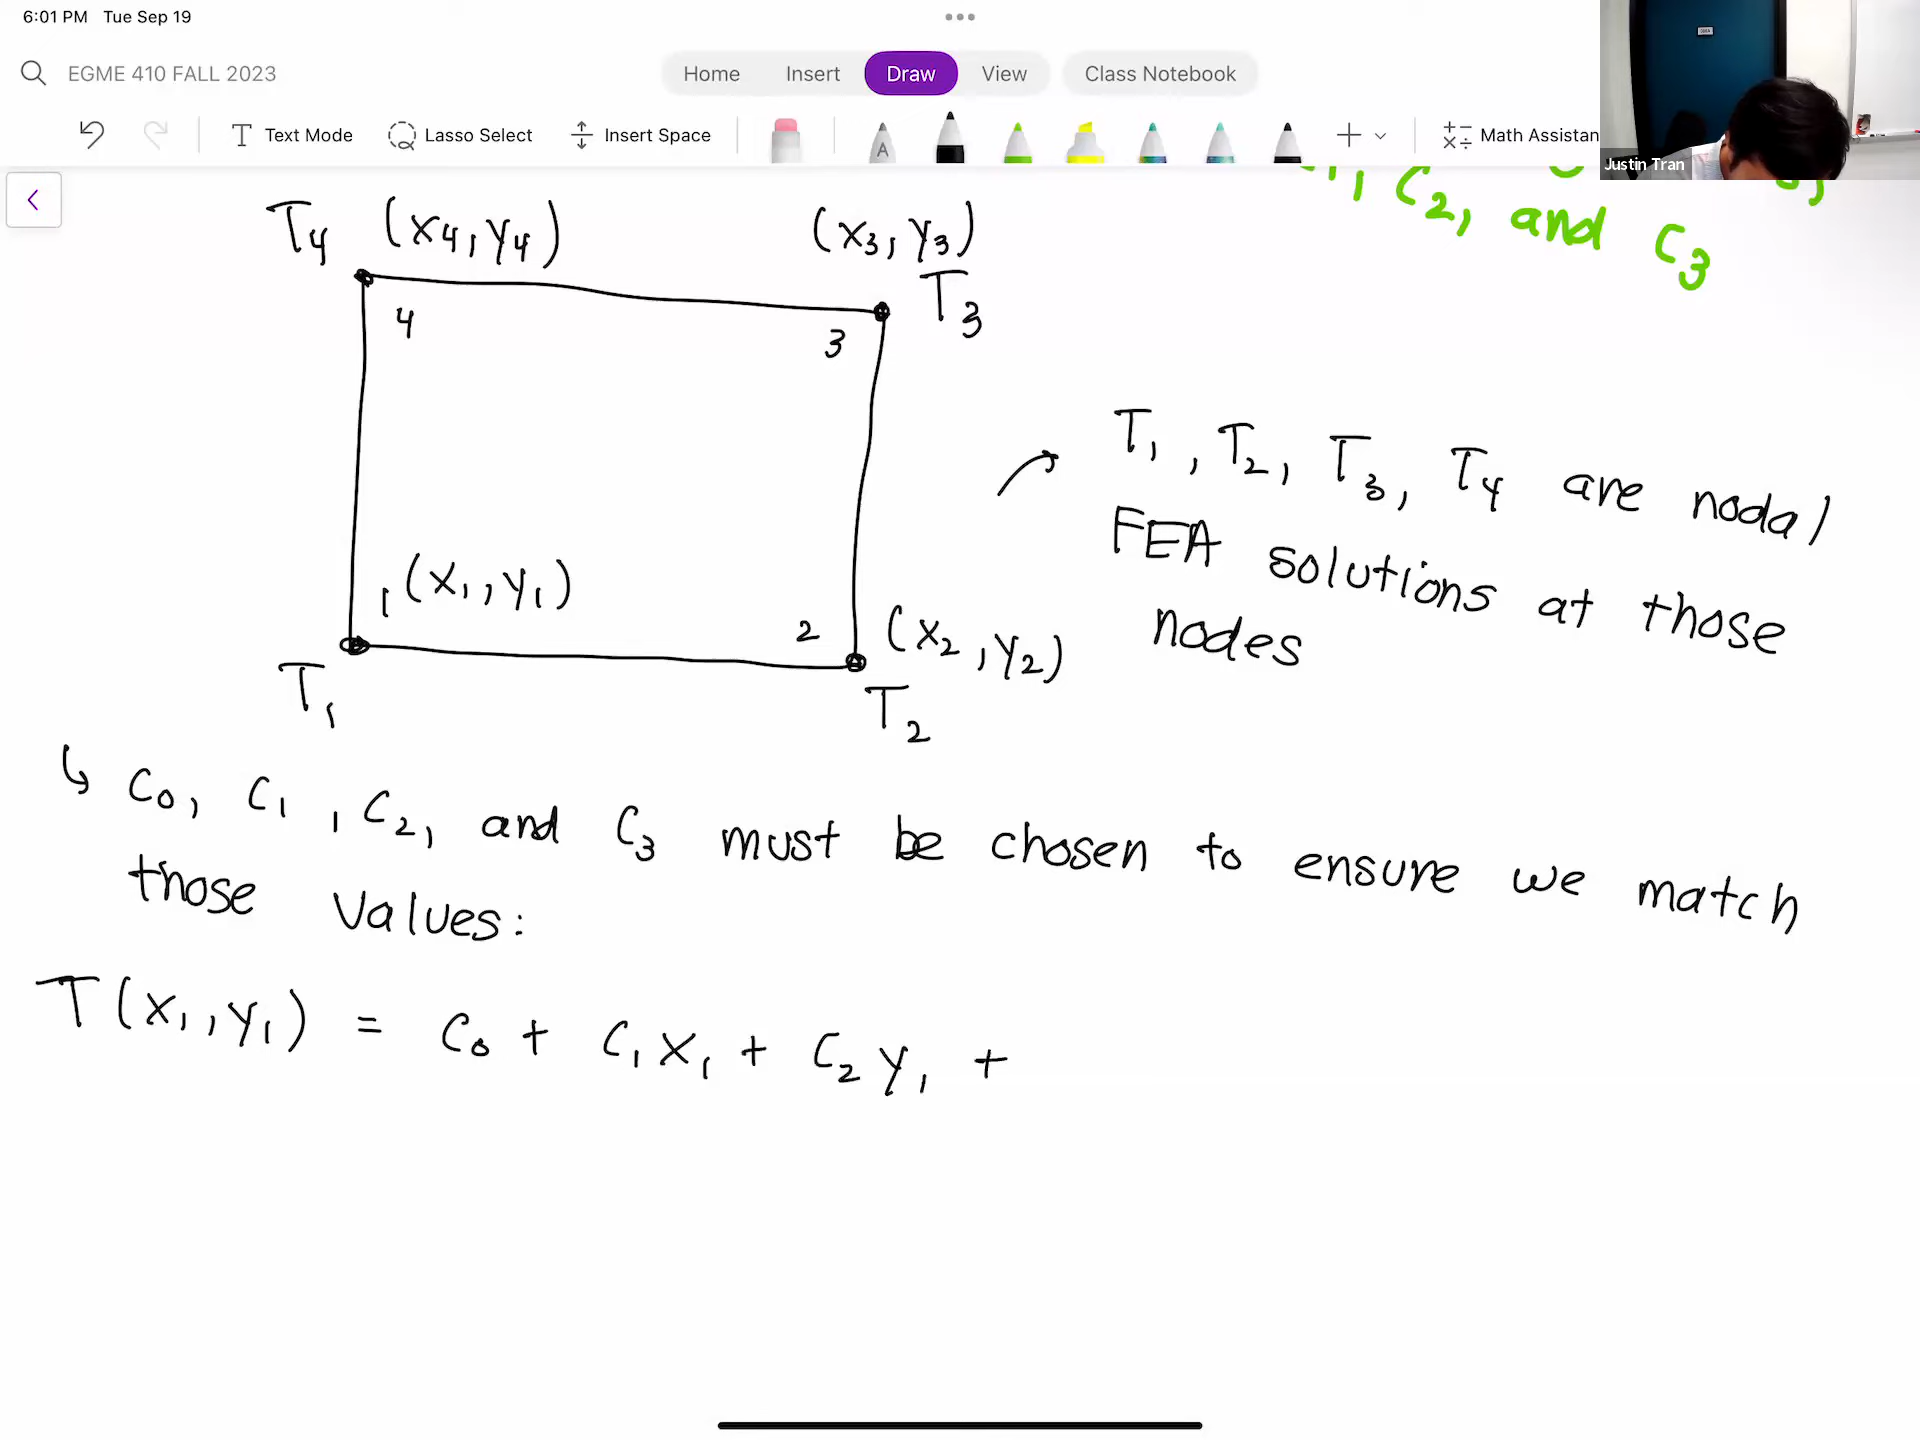 6:01 PM Tue Sep 19
EGME 410 FALL 2023
Home Insert Draw View Class Notebook
Text Mode Lasso Select Insert Space A Math Assistan
Justin Tran
C2, and C3
T4 (x4, y4) (x3, y3)
T3
4 3
T1, T2, T3, T4 are nodal
FEA solutions at those
nodes
1 (x1, y1)
2 (x2, y2)
T1 T2
↳ C0, C1, C2, and C3 must be chosen to ensure we match
those values:
T(x1, y1) = C0 + C1x1 + C2y1 +